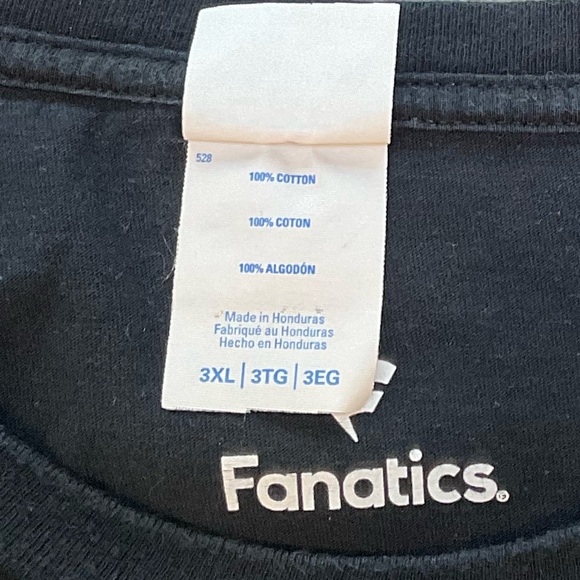 528
100% COTTON
100% COTON
100% ALGODÓN
Made in Honduras
Fabriqué au Honduras
Hecho en Honduras
3XL | 3TG | 3EG
Fanatics.